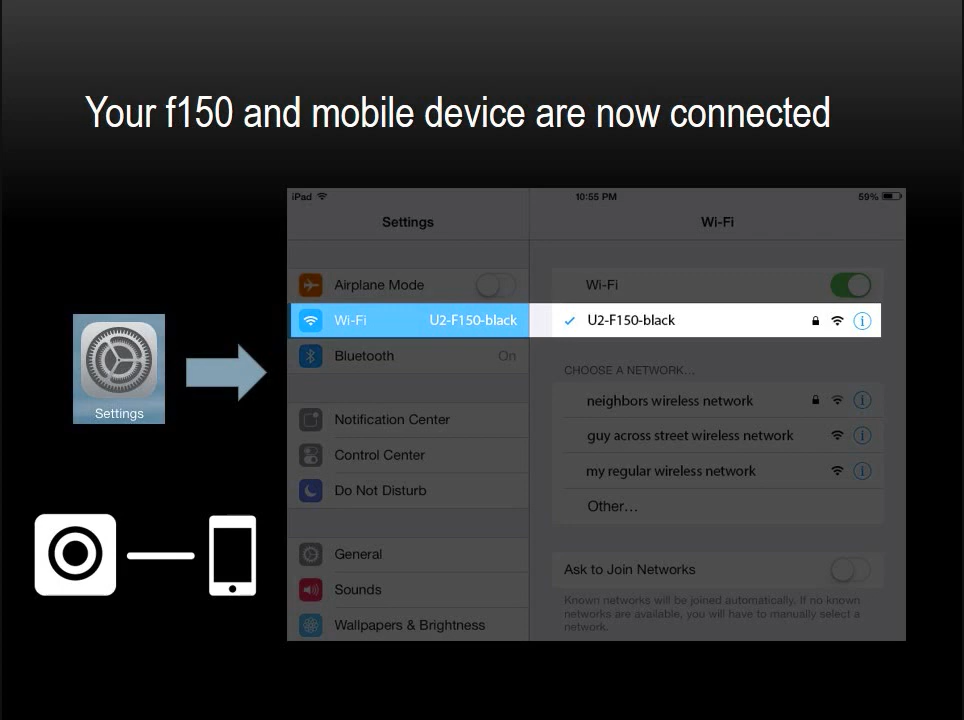 Your f150 and mobile device are now connected
iPad 10:55 PM 59%
Settings Wi-Fi
Airplane Mode
Wi-Fi
Wi-Fi U2-F150-black
U2-F150-black
Bluetooth On
CHOOSE A NETWORK...
neighbors wireless network
guy across street wireless network
my regular wireless network
Other...
Notification Center
Control Center
Do Not Disturb
General
Sounds
Wallpapers & Brightness
Ask to Join Networks
Known networks will be joined automatically. If no known
networks are available, you will have to manually select a
network.
Settings